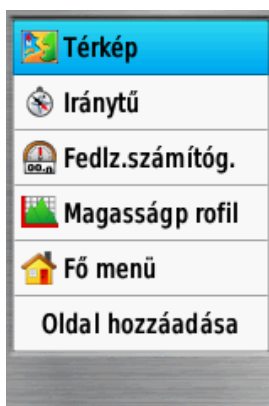 Térkép
Iránytű
Fedlz.számítóg.
Magasságp rofil
Fő menü
Oldal hozzáadása